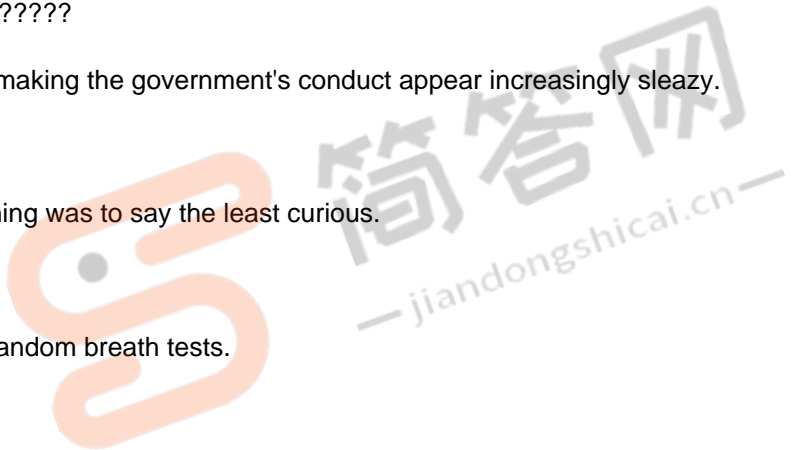 ?????
making the government's conduct appear increasingly sleazy.
简答网
hing was to say the least curious.
jiandongshicai.cn
andom breath tests.